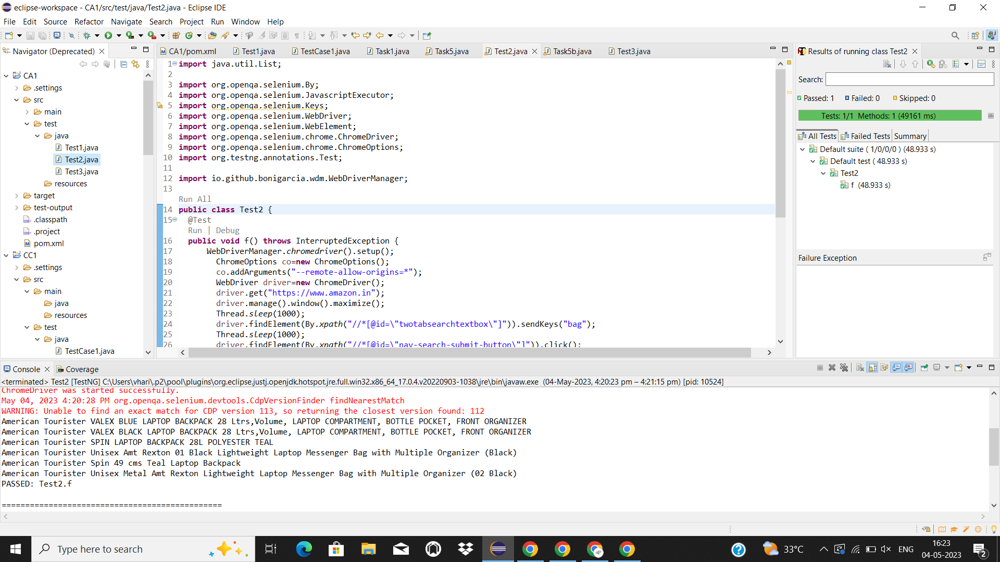 eclipse-workspace - CA1/src/test/java/Test2.java - Eclipse IDE
File Edit Source Refactor Navigate Search Project Run Window Help
Navigator (Deprecated)
CA1
.settings
src
main
test
java
Test1.java
Test2.java
Test3.java
resources
target
test-output
.classpath
.project
pom.xml
CC1
.settings
src
main
java
resources
test
java
TestCase1.java
CA1/pom.xml Test1.java TestCase1.java Task1.java Task5.java Test2.java Task5b.java Test3.java
1 import java.util.List;
2
3 import org.openqa.selenium.By;
4 import org.openqa.selenium.JavascriptExecutor;
5 import org.openqa.selenium.Keys;
6 import org.openqa.selenium.WebDriver;
7 import org.openqa.selenium.WebElement;
8 import org.openqa.selenium.chrome.ChromeDriver;
9 import org.openqa.selenium.chrome.ChromeOptions;
10 import org.testng.annotations.Test;
11
12 import io.github.bonigarcia.wdm.WebDriverManager;
13
Run All
14 public class Test2 {
15 @Test
Run | Debug
16 public void f() throws InterruptedException {
17 WebDriverManager.chromedriver().setup();
18 ChromeOptions co=new ChromeOptions();
19 co.addArguments("--remote-allow-origins=*");
20 WebDriver driver=new ChromeDriver();
21 driver.get("https://www.amazon.in");
22 driver.manage().window().maximize();
23 Thread.sleep(1000);
24 driver.findElement(By.xpath("//*[@id=\"twotabsearchtextbox\"]")).sendKeys("bag");
25 Thread.sleep(1000);
26 driver.findElement(By.xpath("//*[@id=\"nav-search-submit-button\"]")).click();
Results of running class Test2
Search:
Passed: 1 Failed: 0 Skipped: 0
Tests: 1/1 Methods: 1 (49161 ms)
All Tests Failed Tests Summary
Default suite ( 1/0/0/0 ) (48.933 s)
Default test ( 48.933 s)
Test2
f (48.933 s)
Failure Exception
Console Coverage
<terminated> Test2 [TestNG] C:\Users\vhari\.p2\pool\plugins\org.eclipse.justj.openjdk.hotspot.jre.full.win32.x86_64_17.0.4.v20220903-1038\jre\bin\javaw.exe (04-May-2023, 4:20:23 pm – 4:21:15 pm) [pid: 10524]
ChromeDriver was started successfully.
May 04, 2023 4:20:28 PM org.openqa.selenium.devtools.CdpVersionFinder findNearestMatch
WARNING: Unable to find an exact match for CDP version 113, so returning the closest version found: 112
American Tourister VALEX BLUE LAPTOP BACKPACK 28 Ltrs,Volume, LAPTOP COMPARTMENT, BOTTLE POCKET, FRONT ORGANIZER
American Tourister VALEX BLACK LAPTOP BACKPACK 28 Ltrs,Volume, LAPTOP COMPARTMENT, BOTTLE POCKET, FRONT ORGANIZER
American Tourister SPIN LAPTOP BACKPACK 28L POLYESTER TEAL
American Tourister Unisex Amt Rexton 01 Black Lightweight Laptop Messenger Bag with Multiple Organizer (Black)
American Tourister Spin 49 cms Teal Laptop Backpack
American Tourister Unisex Metal Amt Rexton Lightweight Laptop Messenger Bag with Multiple Organizer (02 Black)
PASSED: Test2.f
===============================================
Type here to search
33°C
ENG
16:23
04-05-2023
2